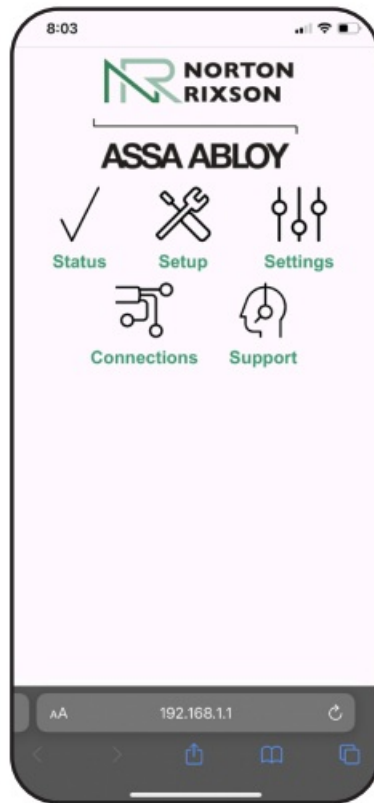 8:03
NORTON
RIXSON
ASSA ABLOY
Status Setup Settings
Connections Support
AA 192.168.1.1